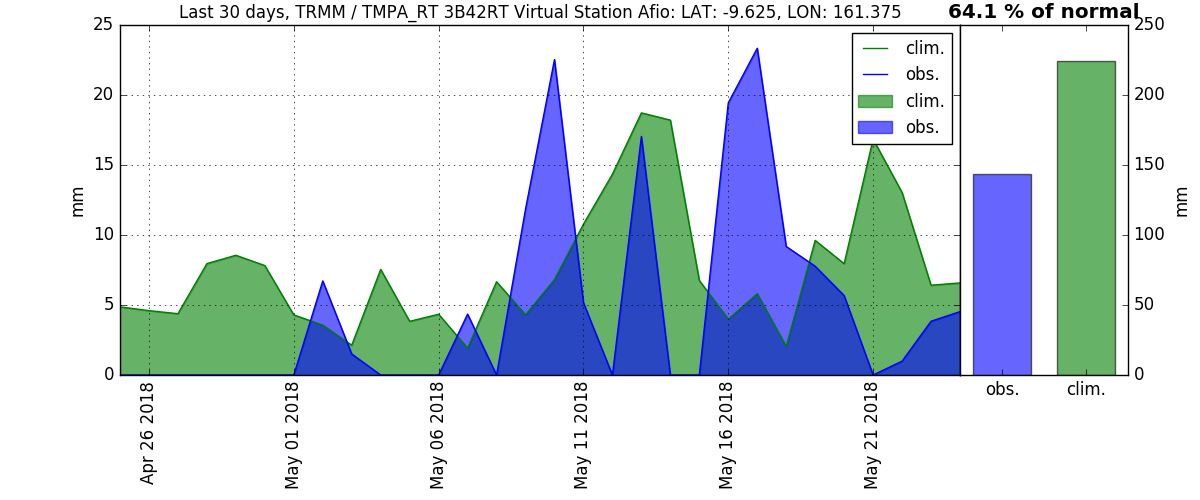 Last 30 days, TRMM / TMPA_RT 3B42RT Virtual Station Afio: LAT: -9.625, LON: 161.375
64.1 % of normal
25
20
15
10
5
0
mm
clim.
obs.
clim.
obs.
Apr 26 2018
May 01 2018
May 06 2018
May 11 2018
May 16 2018
May 21 2018
250
200
150
100
50
0
mm
obs.
clim.